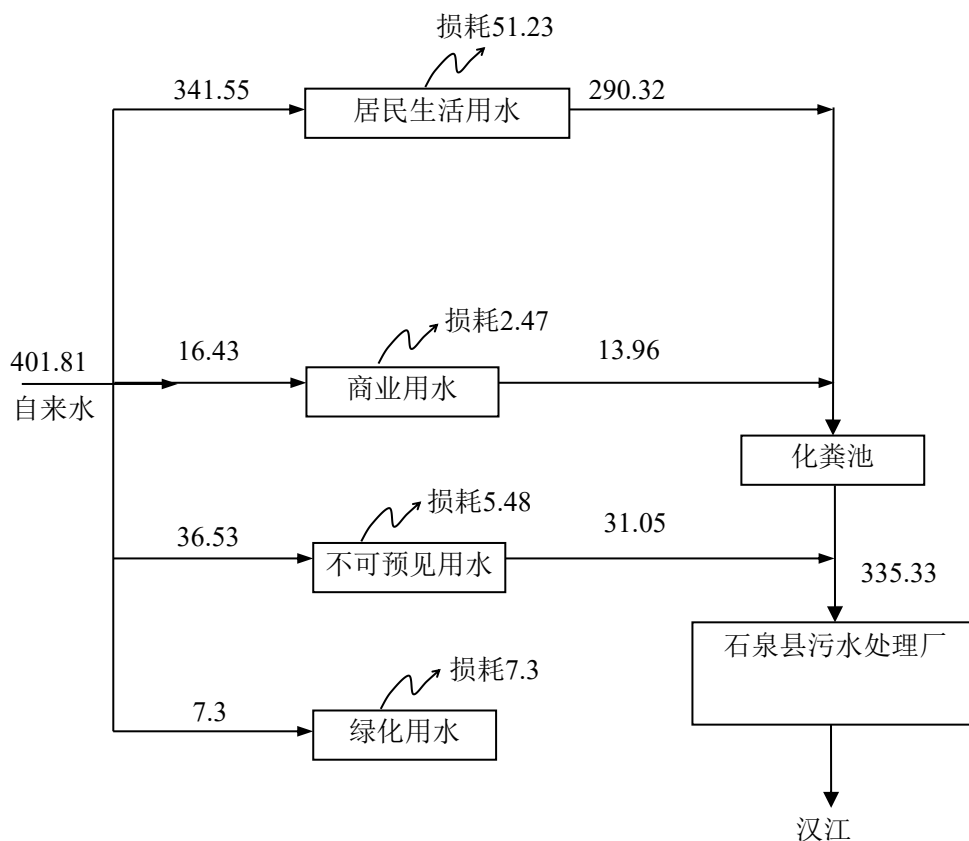 损耗51.23
341.55
居民生活用水
290.32
损耗2.47
401.81
16.43
商业用水
13.96
自来水
化粪池
损耗5.48
36.53
不可预见用水
31.05
335.33
石泉县污水处理厂
损耗7.3
7.3
绿化用水
汉江